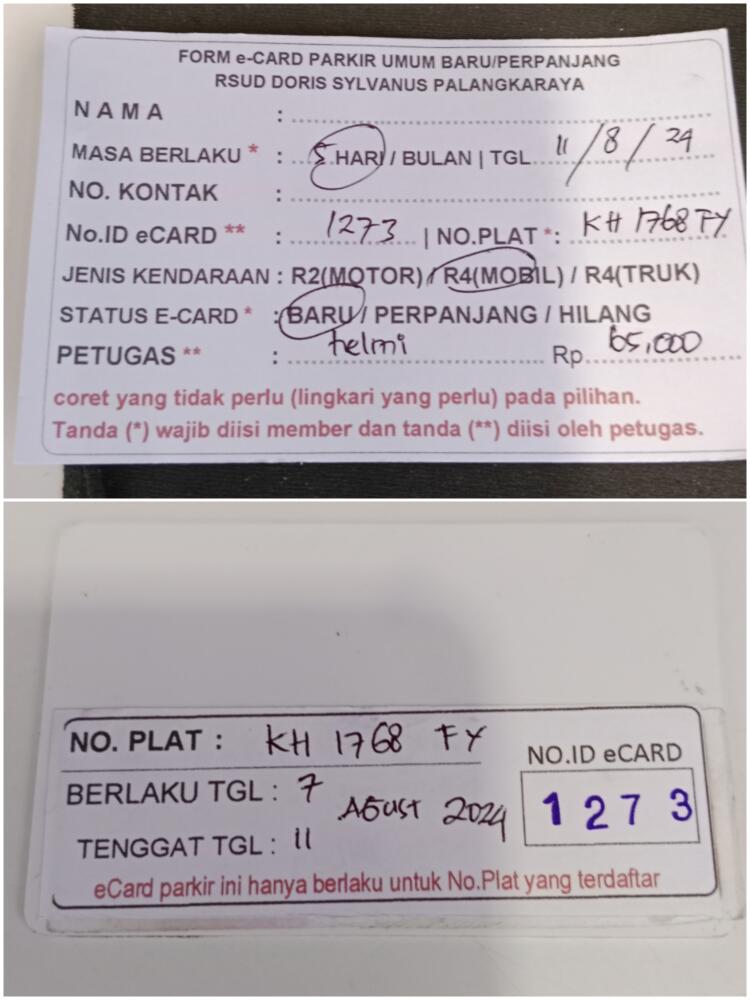 FORM e-CARD PARKIR UMUM BARU/PERPANJANG
RSUD DORIS SYLVANUS PALANGKARAYA
NAMA :
MASA BERLAKU * : 5 HARI / BULAN | TGL 11/8/24
NO. KONTAK :
No.ID eCARD ** : 1273 | NO.PLAT *: KH 1768 FY
JENIS KENDARAAN : R2(MOTOR) / R4(MOBIL) / R4(TRUK)
STATUS E-CARD * : BARU / PERPANJANG / HILANG
PETUGAS ** : helmi Rp. 65,000
coret yang tidak perlu (lingkari yang perlu) pada pilihan.
Tanda (*) wajib diisi member dan tanda (**) diisi oleh petugas.
NO. PLAT : KH 1768 FY
NO.ID eCARD
BERLAKU TGL : 7 AGUST 2024
1273
TENGGAT TGL : 11
eCard parkir ini hanya berlaku untuk No.Plat yang terdaftar